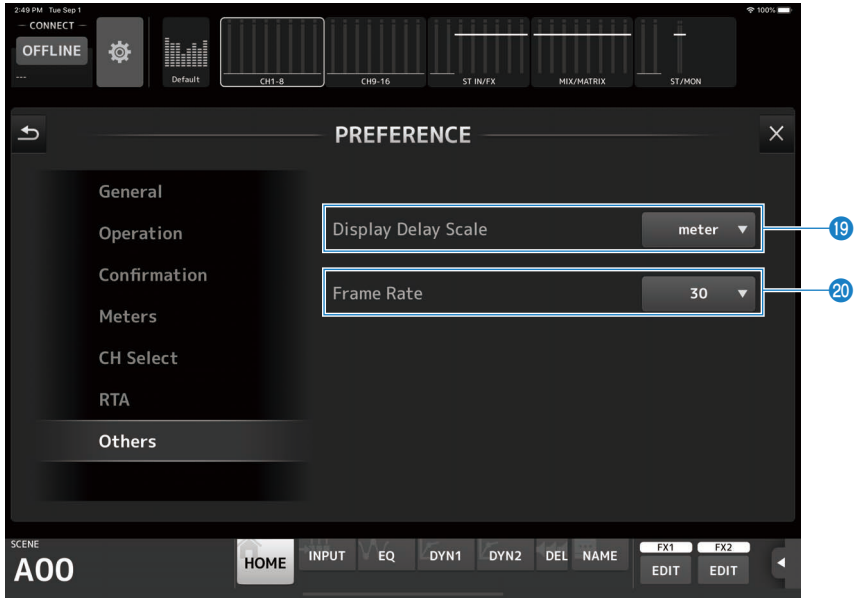 2:49 PM Tue Sep 1
100%
CONNECT
OFFLINE
---
Default
CH1-8
CH9-16
ST IN/FX
MIX/MATRIX
ST/MON
PREFERENCE
General
Operation
Confirmation
Meters
CH Select
RTA
Others
Display Delay Scale
meter
19
Frame Rate
30
20
SCENE
A00
HOME
INPUT
EQ
DYN1
DYN2
DEL
NAME
FX1
EDIT
FX2
EDIT